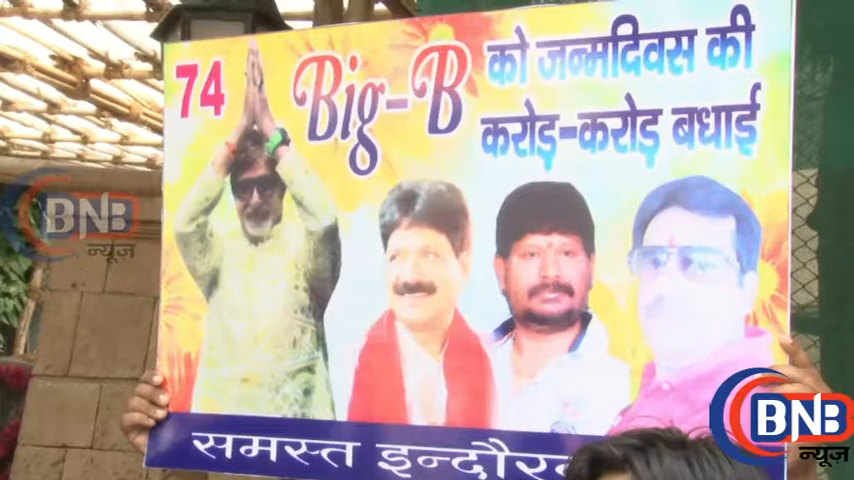 74
Big-B को जन्मदिवस की
करोड़-करोड़ बधाई
BNB
न्यूज़
समस्त इन्दौर
BNB
न्यूज़